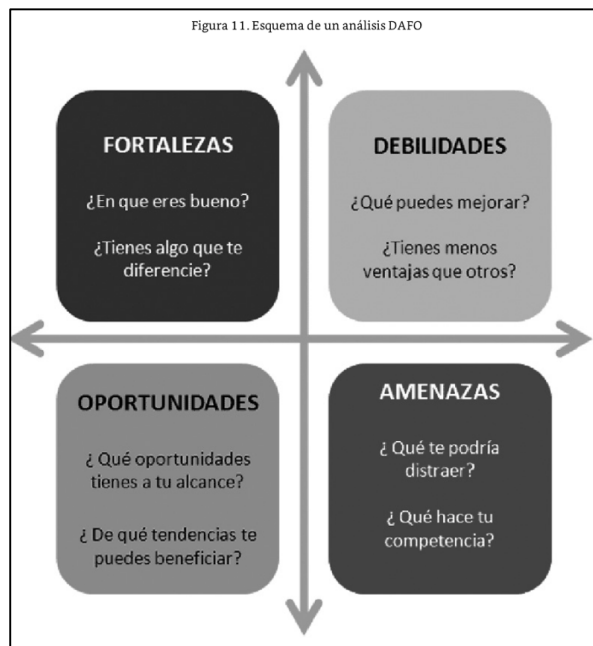 Figura 11. Esquema de un análisis DAFO
FORTALEZAS
¿En que eres bueno?
¿Tienes algo que te
diferencie?
DEBILIDADES
¿Qué puedes mejorar?
¿Tienes menos
ventajas que otros?
OPORTUNIDADES
¿ Qué oportunidades
tienes a tu alcance?
¿ De qué tendencias te
puedes beneficiar?
AMENAZAS
¿ Qué te podría
distraer?
¿ Qué hace tu
competencia?